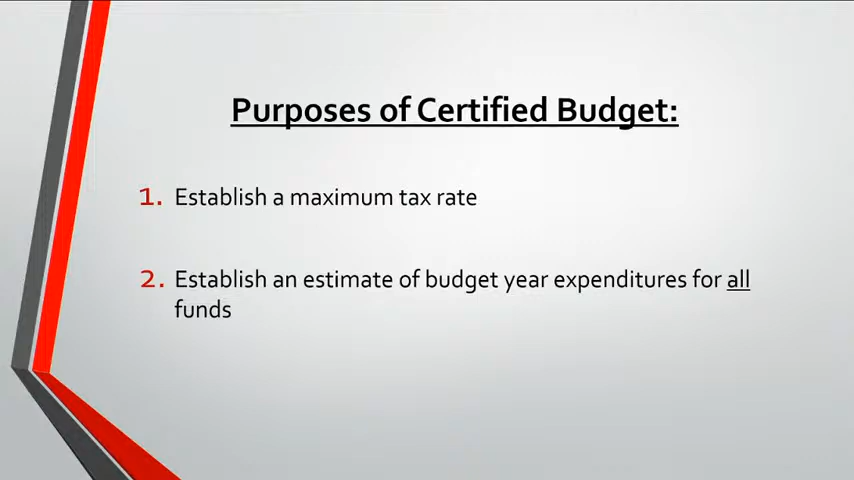 Purposes of Certified Budget:
1. Establish a maximum tax rate
2. Establish an estimate of budget year expenditures for all
funds